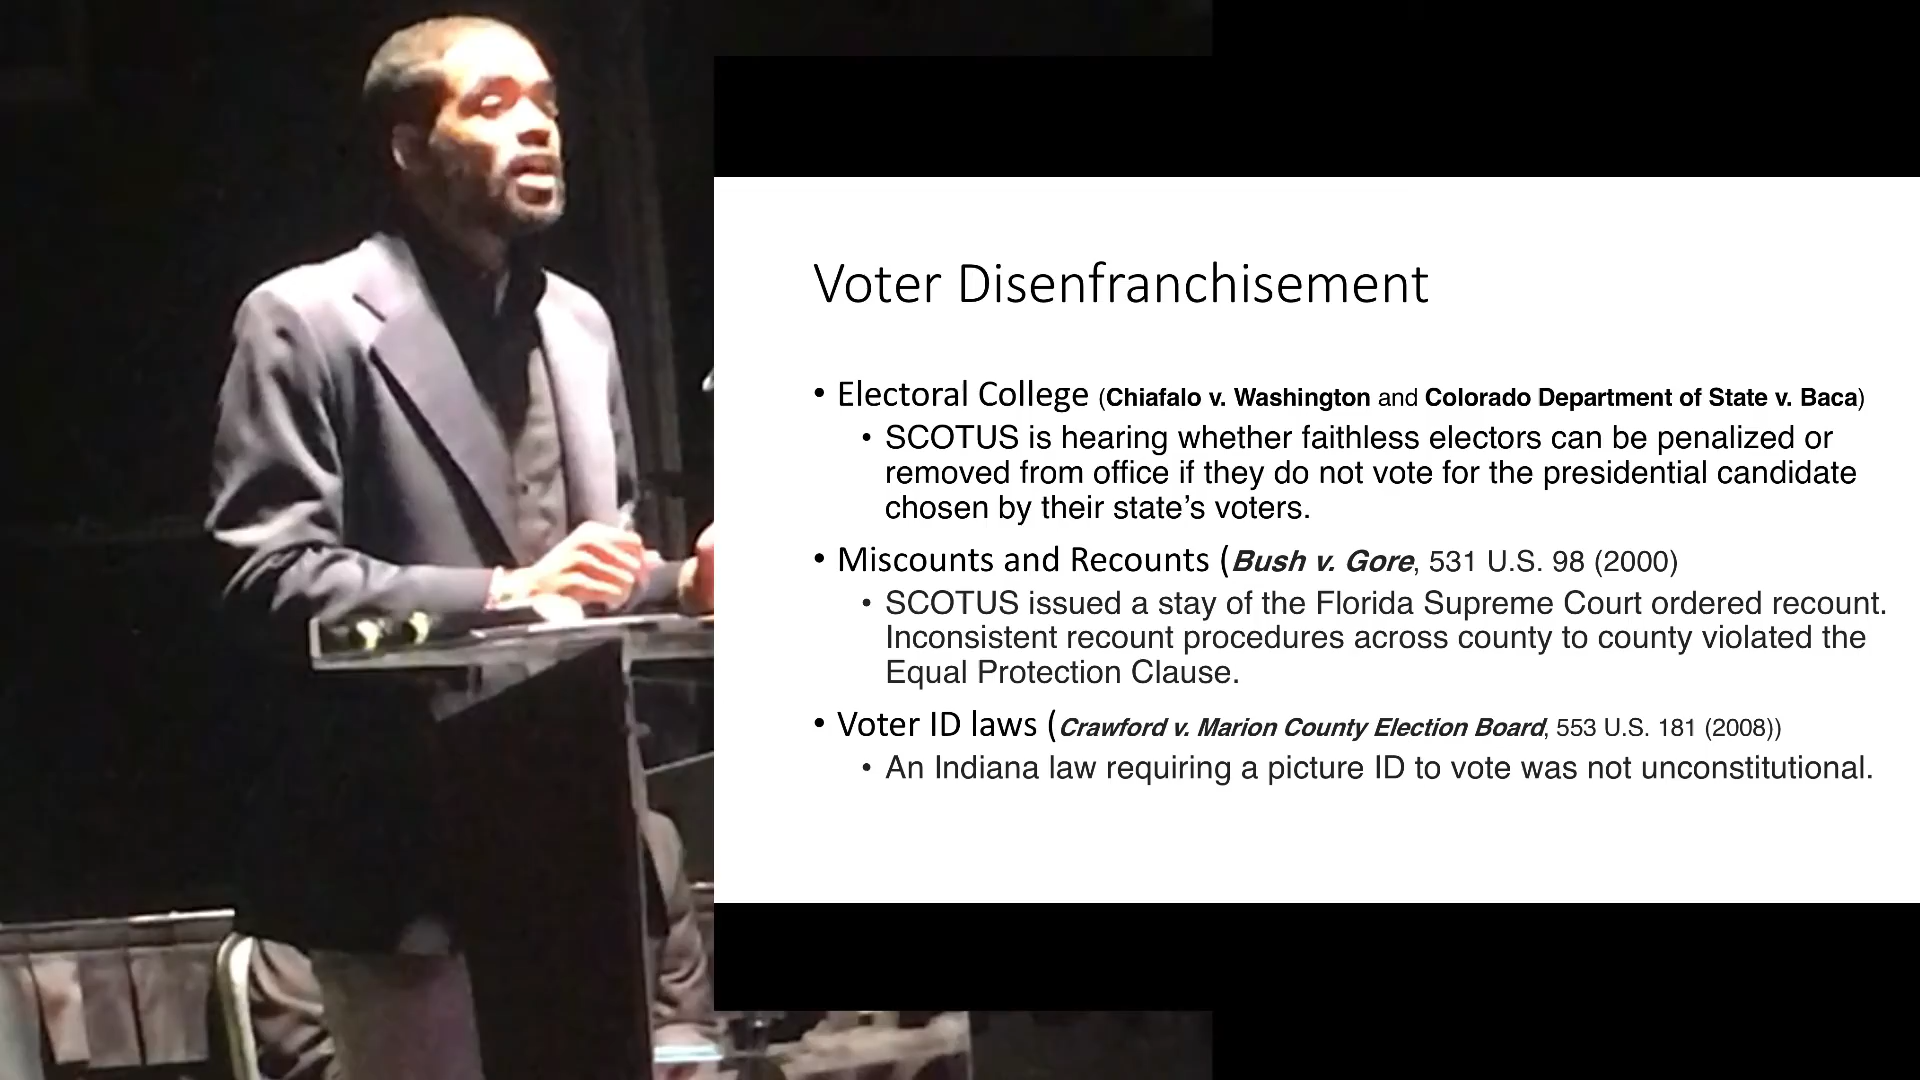 Voter Disenfranchisement
• Electoral College (Chiafalo v. Washington and Colorado Department of State v. Baca)
• SCOTUS is hearing whether faithless electors can be penalized or
removed from office if they do not vote for the presidential candidate
chosen by their state’s voters.
• Miscounts and Recounts (Bush v. Gore, 531 U.S. 98 (2000)
• SCOTUS issued a stay of the Florida Supreme Court ordered recount.
Inconsistent recount procedures across county to county violated the
Equal Protection Clause.
• Voter ID laws (Crawford v. Marion County Election Board, 553 U.S. 181 (2008))
• An Indiana law requiring a picture ID to vote was not unconstitutional.